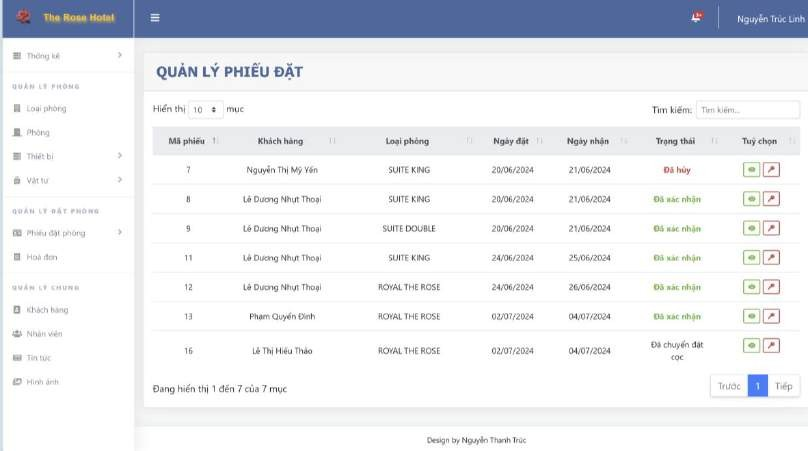 The Rose Hotel
Nguyễn Trúc Linh
Thống kê
QUẢN LÝ PHÒNG
Loại phòng
Phòng
Thiết bị
Vật tư
QUẢN LÝ ĐẶT PHÒNG
Phiếu đặt phòng
Hoá đơn
QUẢN LÝ CHUNG
Khách hàng
Nhân viên
Tin tức
Hình ảnh
QUẢN LÝ PHIẾU ĐẶT
Hiển thị 10 mục
Tìm kiếm: Tìm kiếm...
Mã phiếu Khách hàng Loại phòng Ngày đặt Ngày nhận Trạng thái Tuỳ chọn
7 Nguyễn Thị Mỹ Yến SUITE KING 20/06/2024 21/06/2024 Đã hủy
8 Lê Dương Nhựt Thoại SUITE KING 20/06/2024 21/06/2024 Đã xác nhận
9 Lê Dương Nhựt Thoại SUITE DOUBLE 20/06/2024 21/06/2024 Đã xác nhận
11 Lê Dương Nhựt Thoại SUITE KING 24/06/2024 25/06/2024 Đã xác nhận
12 Lê Dương Nhựt Thoại ROYAL THE ROSE 24/06/2024 26/06/2024 Đã xác nhận
13 Phạm Quyền Đình ROYAL THE ROSE 02/07/2024 04/07/2024 Đã xác nhận
16 Lê Thị Hiếu Thảo ROYAL THE ROSE 02/07/2024 04/07/2024 Đã chuyển đặt
cọc
Đang hiển thị 1 đến 7 của 7 mục
Trước 1 Tiếp
Design by Nguyễn Thanh Trúc